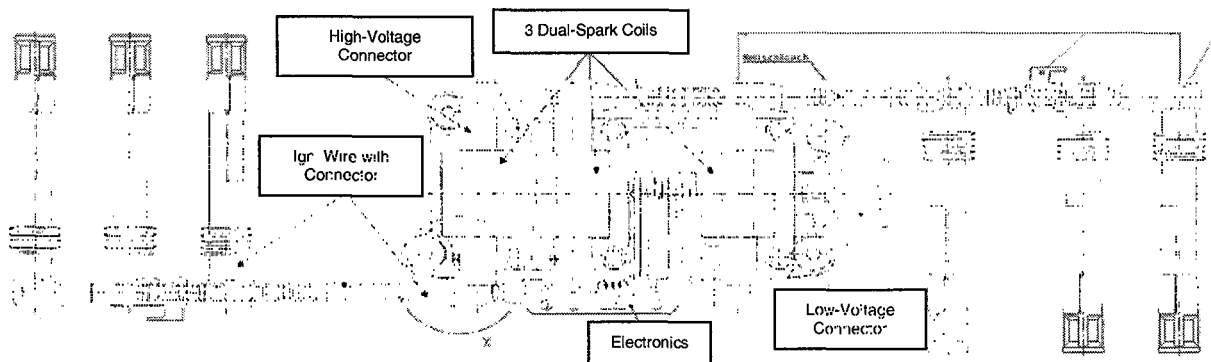 High-Voltage
Connector
3 Dual-Spark Coils
Ign Wire with
Connector
X
Low-Voltage
Connector
Electronics